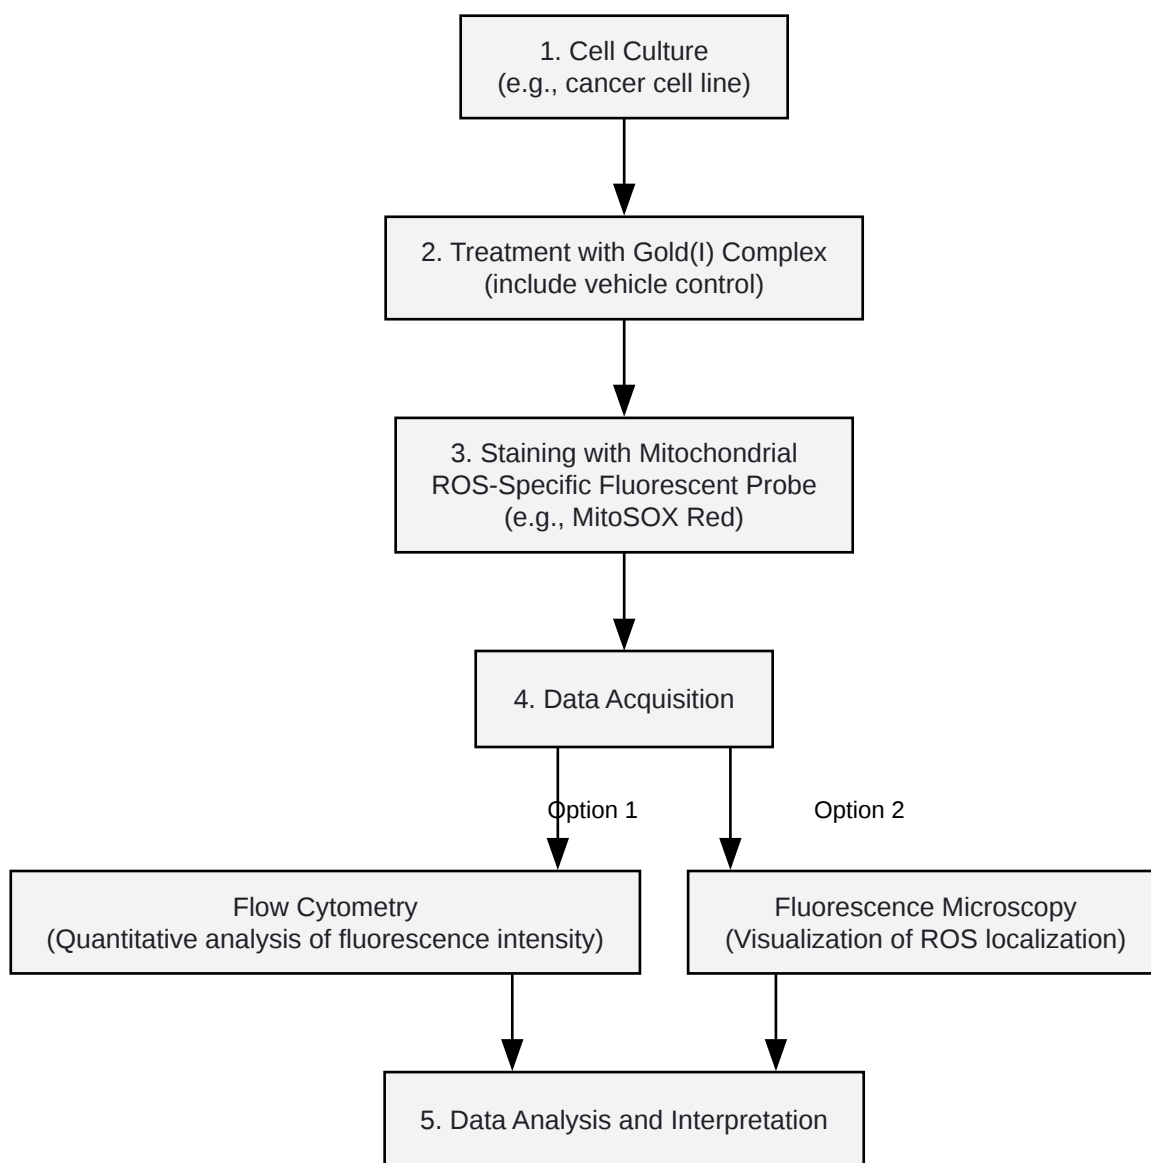 1. Cell Culture
(e.g., cancer cell line)
2. Treatment with Gold(I) Complex
(include vehicle control)
3. Staining with Mitochondrial
ROS-Specific Fluorescent Probe
(e.g., MitoSOX Red)
4. Data Acquisition
Option 1
Option 2
Flow Cytometry
(Quantitative analysis of fluorescence intensity)
Fluorescence Microscopy
(Visualization of ROS localization)
5. Data Analysis and Interpretation